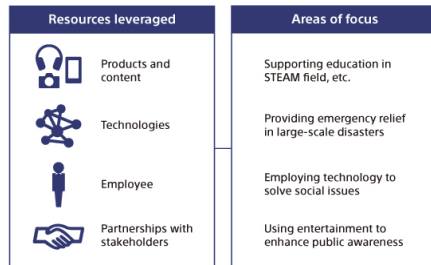 Resources leveraged
Products and
content
Technologies
Employee
Partnerships with
stakeholders
Areas of focus
Supporting education in
STEAM field, etc.
Providing emergency relief
in large-scale disasters
Employing technology to
solve social issues
Using entertainment to
enhance public awareness